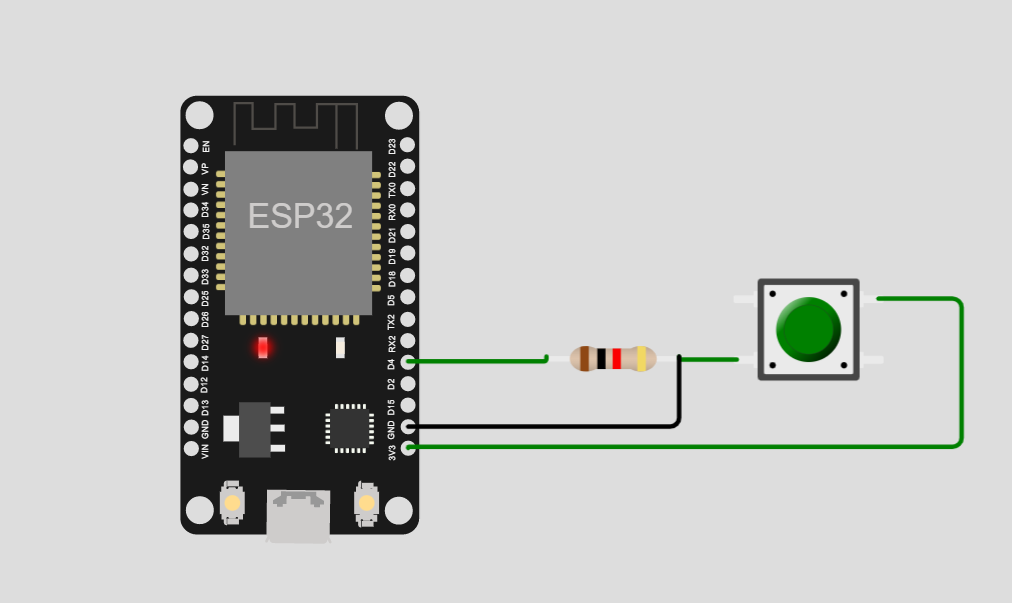 ESP32
EN
VP
VN
D34
D35
D32
D33
D25
D26
D27
D14
D12
D13
GND
VIN
D23
D22
TX0
RX0
D21
D19
D18
D5
TX2
RX2
D4
D2
D15
GND
3V3